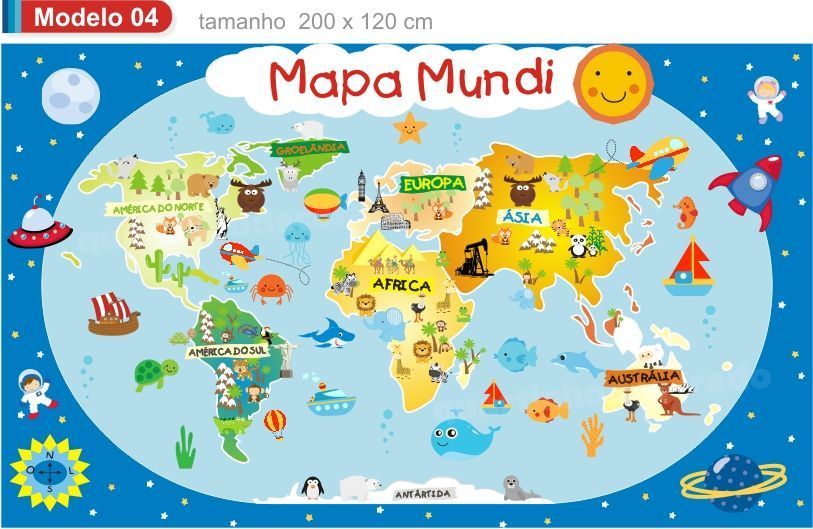 Modelo 04
tamanho 200 x 120 cm
Mapa Mundi
GROELÂNDIA
EUROPA
AMÉRICA DO NORTE
ÁSIA
AFRICA
AMÉRICA DO SUL
AUSTRÁLIA
N
O L
S
ANTÁRTIDA